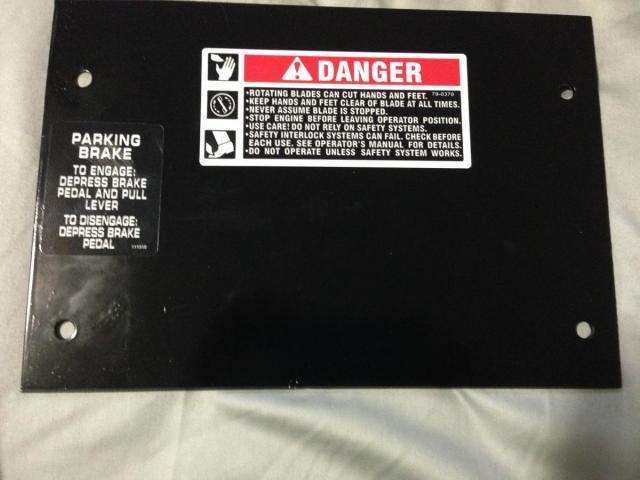 DANGER
•ROTATING BLADES CAN CUT HANDS AND FEET. 79-0370
•KEEP HANDS AND FEET CLEAR OF BLADE AT ALL TIMES.
•NEVER ASSUME BLADE IS STOPPED.
•STOP ENGINE BEFORE LEAVING OPERATOR POSITION.
•USE CARE! DO NOT RELY ON SAFETY SYSTEMS.
•SAFETY INTERLOCK SYSTEMS CAN FAIL. CHECK BEFORE
EACH USE. SEE OPERATOR'S MANUAL FOR DETAILS.
•DO NOT OPERATE UNLESS SAFETY SYSTEM WORKS.
PARKING
BRAKE
TO ENGAGE:
DEPRESS BRAKE
PEDAL AND PULL
LEVER
TO DISENGAGE:
DEPRESS BRAKE
PEDAL